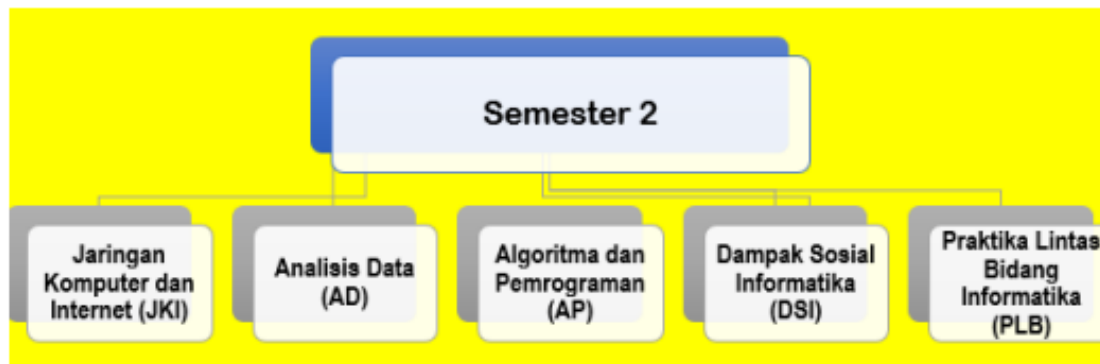 Semester 2
Jaringan
Komputer dan
Internet (JKI)
Analisis Data
(AD)
Algoritma dan
Pemrograman
(AP)
Dampak Sosial
Informatika
(DSI)
Praktika Lintas
Bidang
Informatika
(PLB)